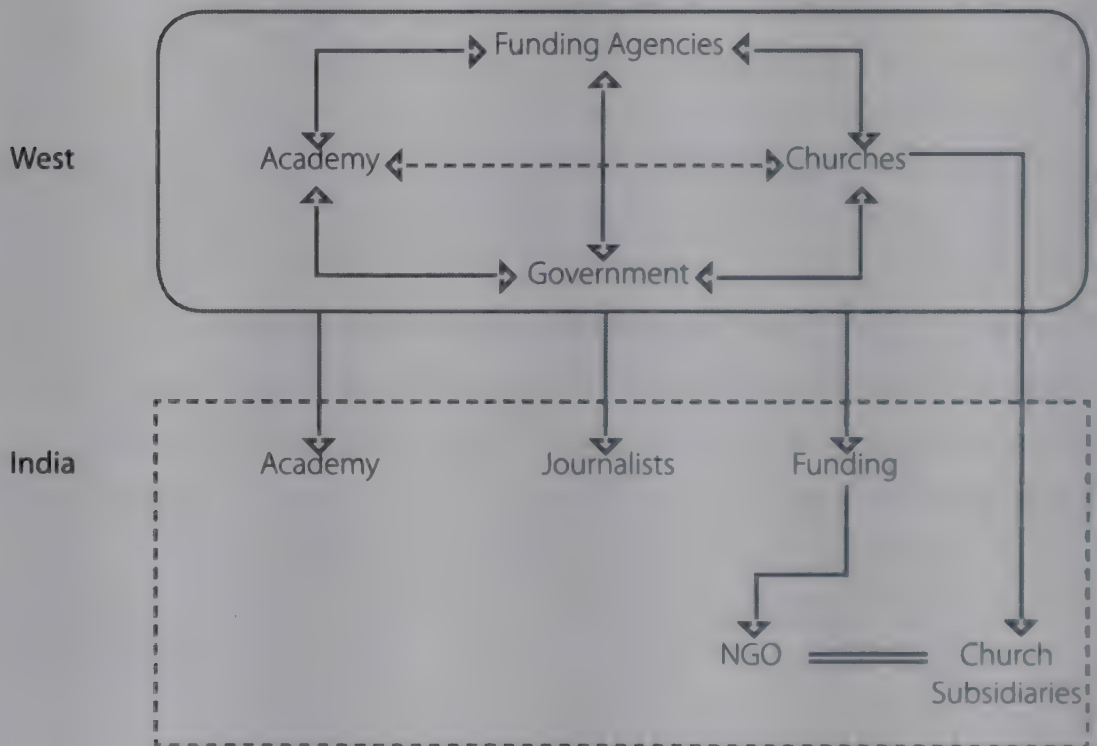 Funding Agencies
West
Academy
Churches
Government
India
Academy
Journalists
Funding
NGO
Church
Subsidiaries